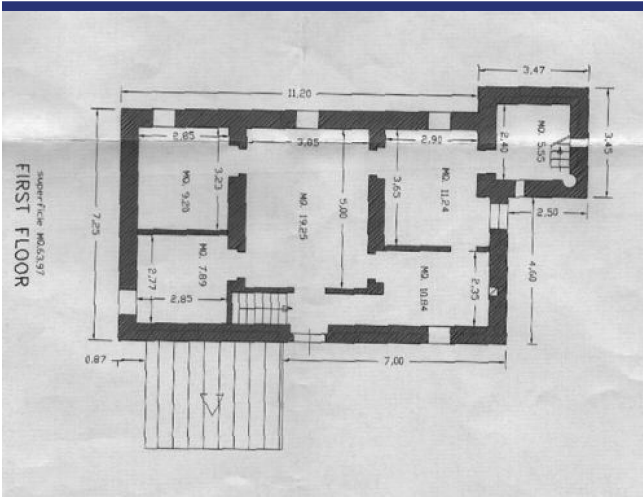 3,47
11,20
2,85
3,85
2,90
2,40
MQ. 5,55
3,45
3,23
MQ. 9,20
MQ. 19,25
5,00
3,65
MQ. 11,24
2,50
7,25
superficie MQ.63,97
FIRST FLOOR
MQ. 7,89
2,77
2,85
MQ. 10,84
2,35
4,60
0,87
7,00